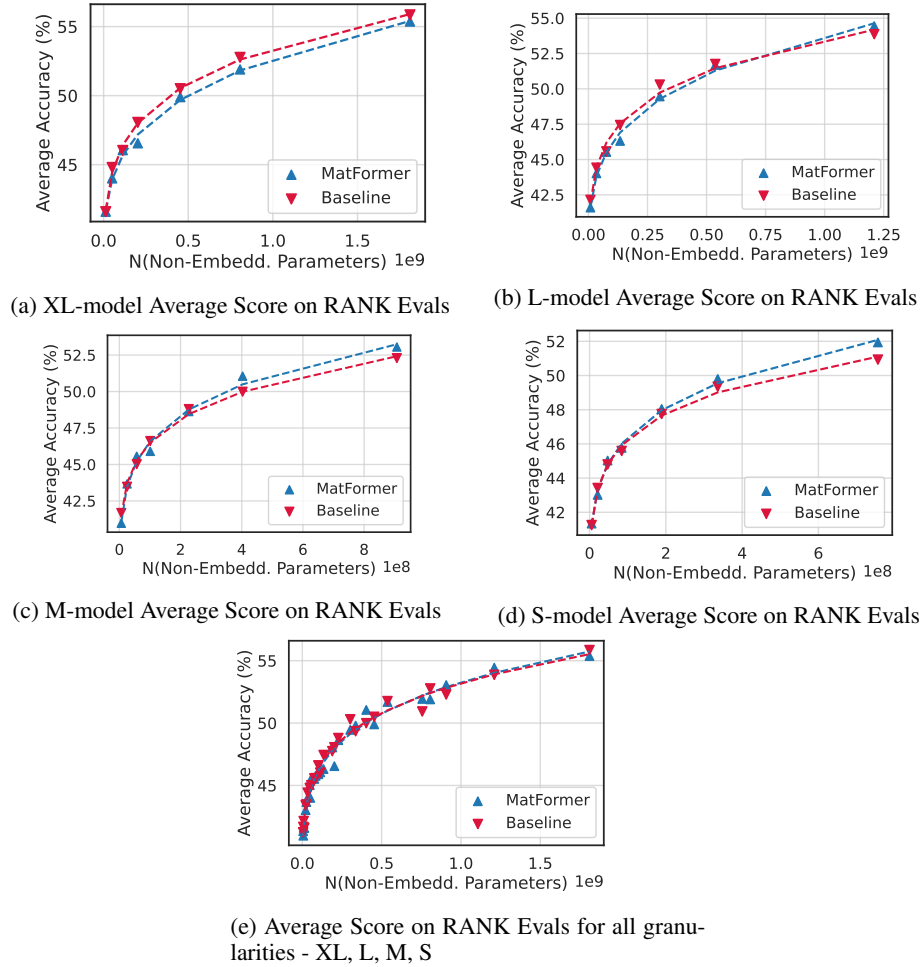 Average Accuracy (%)
55
50
45
MatFormer
Baseline
0.0 0.5 1.0 1.5
N(Non-Embedd. Parameters) 1e9
(a) XL-model Average Score on RANK Evals
Average Accuracy (%)
55.0
52.5
50.0
47.5
45.0
42.5
MatFormer
Baseline
0.00 0.25 0.50 0.75 1.00 1.25
N(Non-Embedd. Parameters) 1e9
(b) L-model Average Score on RANK Evals
Average Accuracy (%)
52.5
50.0
47.5
45.0
42.5
MatFormer
Baseline
0 2 4 6 8
N(Non-Embedd. Parameters) 1e8
(c) M-model Average Score on RANK Evals
Average Accuracy (%)
52
50
48
46
44
42
MatFormer
Baseline
0 2 4 6
N(Non-Embedd. Parameters) 1e8
(d) S-model Average Score on RANK Evals
Average Accuracy (%)
55
50
45
MatFormer
Baseline
0.0 0.5 1.0 1.5
N(Non-Embedd. Parameters) 1e9
(e) Average Score on RANK Evals for all granu-
larities - XL, L, M, S